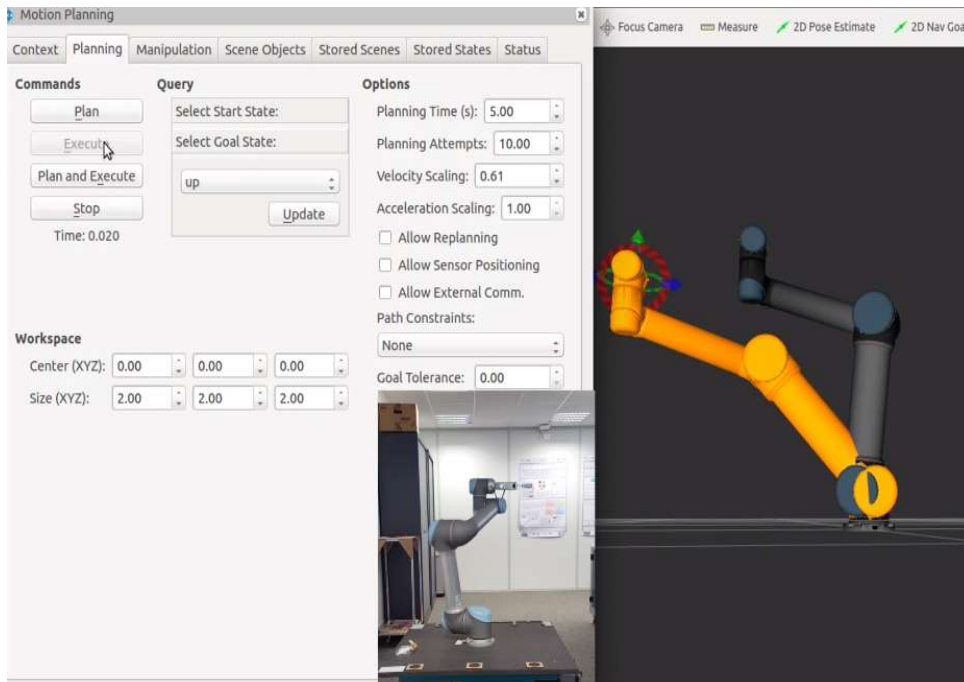 Motion Planning
Focus Camera Measure 2D Pose Estimate 2D Nav Goa
Context Planning Manipulation Scene Objects Stored Scenes Stored States Status
Commands Query Options
Plan Select Start State: Planning Time (s): 5.00
Execute Select Goal State: Planning Attempts: 10.00
Plan and Execute up Velocity Scaling: 0.61
Stop Update Acceleration Scaling: 1.00
Time: 0.020 Allow Replanning
Allow Sensor Positioning
Allow External Comm.
Path Constraints:
Workspace None
Center (XYZ): 0.00 0.00 0.00 Goal Tolerance: 0.00
Size (XYZ): 2.00 2.00 2.00